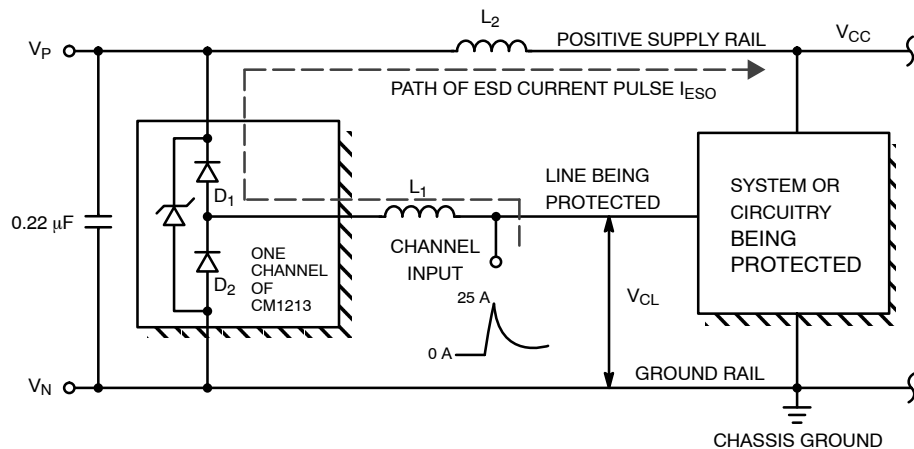 L2
VP
POSITIVE SUPPLY RAIL
VCC
PATH OF ESD CURRENT PULSE IESO
D1
L1
LINE BEING
PROTECTED
SYSTEM OR
CIRCUITRY
BEING
PROTECTED
0.22 μF
ONE
CHANNEL
OF
CM1213
D2
CHANNEL
INPUT
25 A
VCL
0 A
VN
GROUND RAIL
CHASSIS GROUND